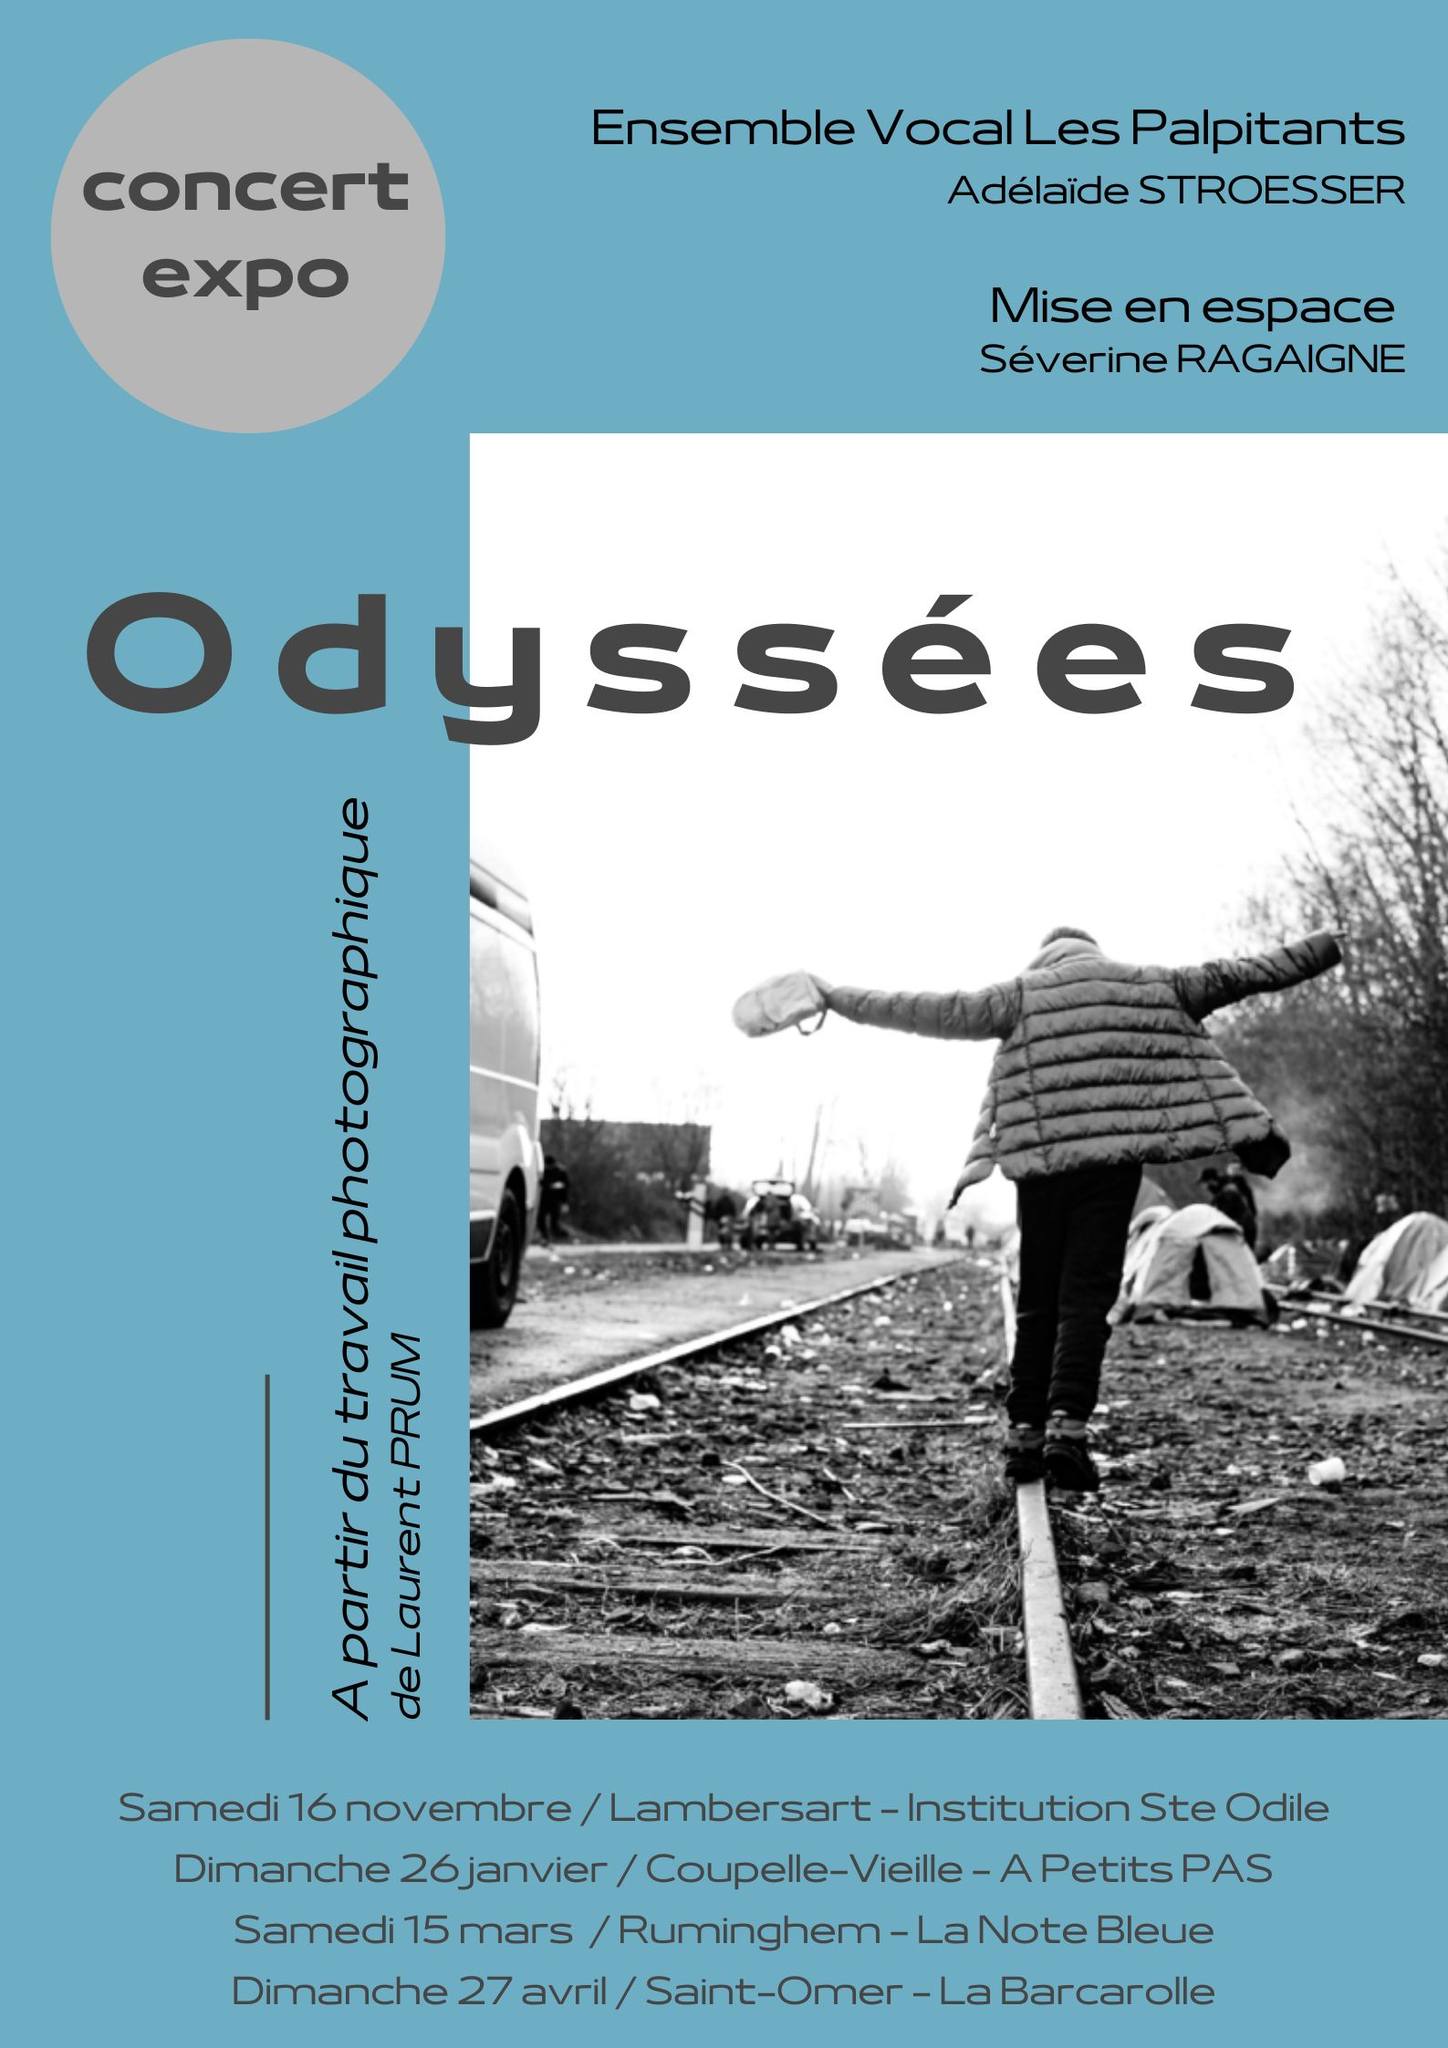 concert
expo
Ensemble Vocal Les Palpitants
Adélaïde STROESSER
Mise en espace
Séverine RAGAIGNE
Odyssées
A partir du travail photographique
de Laurent PRUM
Samedi 16 novembre / Lambersart - Institution Ste Odile
Dimanche 26 janvier / Coupelle-Vieille - A Petits PAS
Samedi 15 mars / Ruminghem - La Note Bleue
Dimanche 27 avril / Saint-Omer - La Barcarolle